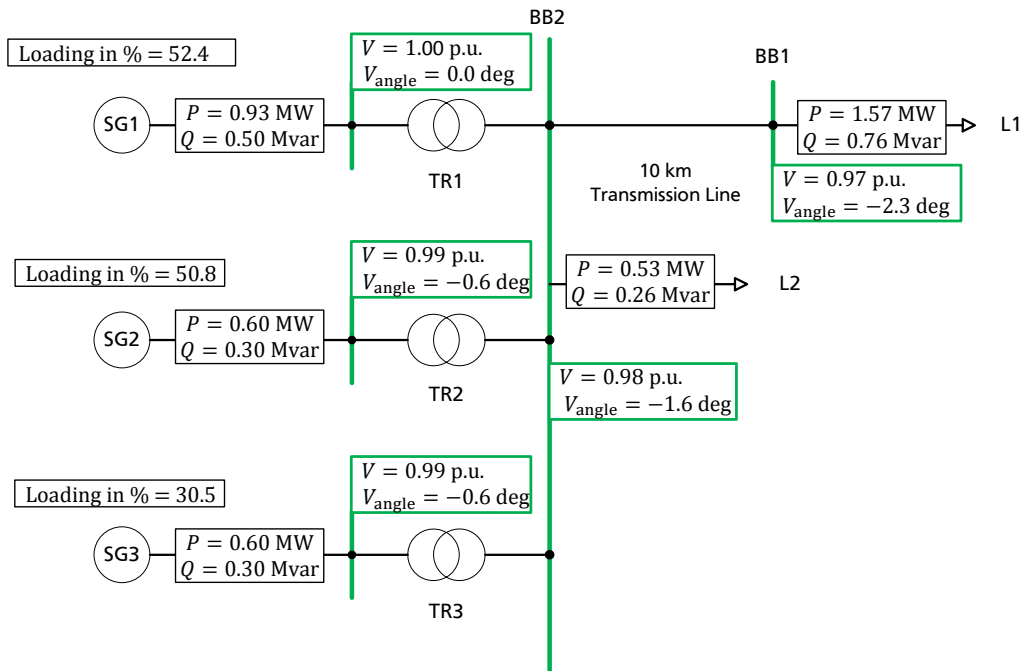 BB2
Loading in % = 52.4
V = 1.00 p.u.
V_angle = 0.0 deg
BB1
SG1
P = 0.93 MW
Q = 0.50 Mvar
TR1
P = 1.57 MW
Q = 0.76 Mvar
L1
10 km
Transmission Line
V = 0.97 p.u.
V_angle = −2.3 deg
Loading in % = 50.8
V = 0.99 p.u.
V_angle = −0.6 deg
P = 0.53 MW
Q = 0.26 Mvar
L2
SG2
P = 0.60 MW
Q = 0.30 Mvar
TR2
V = 0.98 p.u.
V_angle = −1.6 deg
Loading in % = 30.5
V = 0.99 p.u.
V_angle = −0.6 deg
SG3
P = 0.60 MW
Q = 0.30 Mvar
TR3